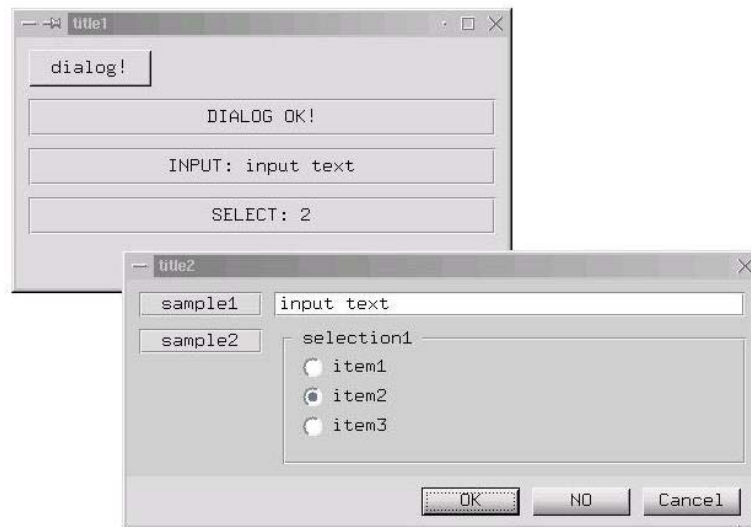 title1
dialog!
DIALOG OK!
INPUT: input text
SELECT: 2
title2
sample1 input text
sample2 selection1
item1
item2
item3
OK NO Cancel